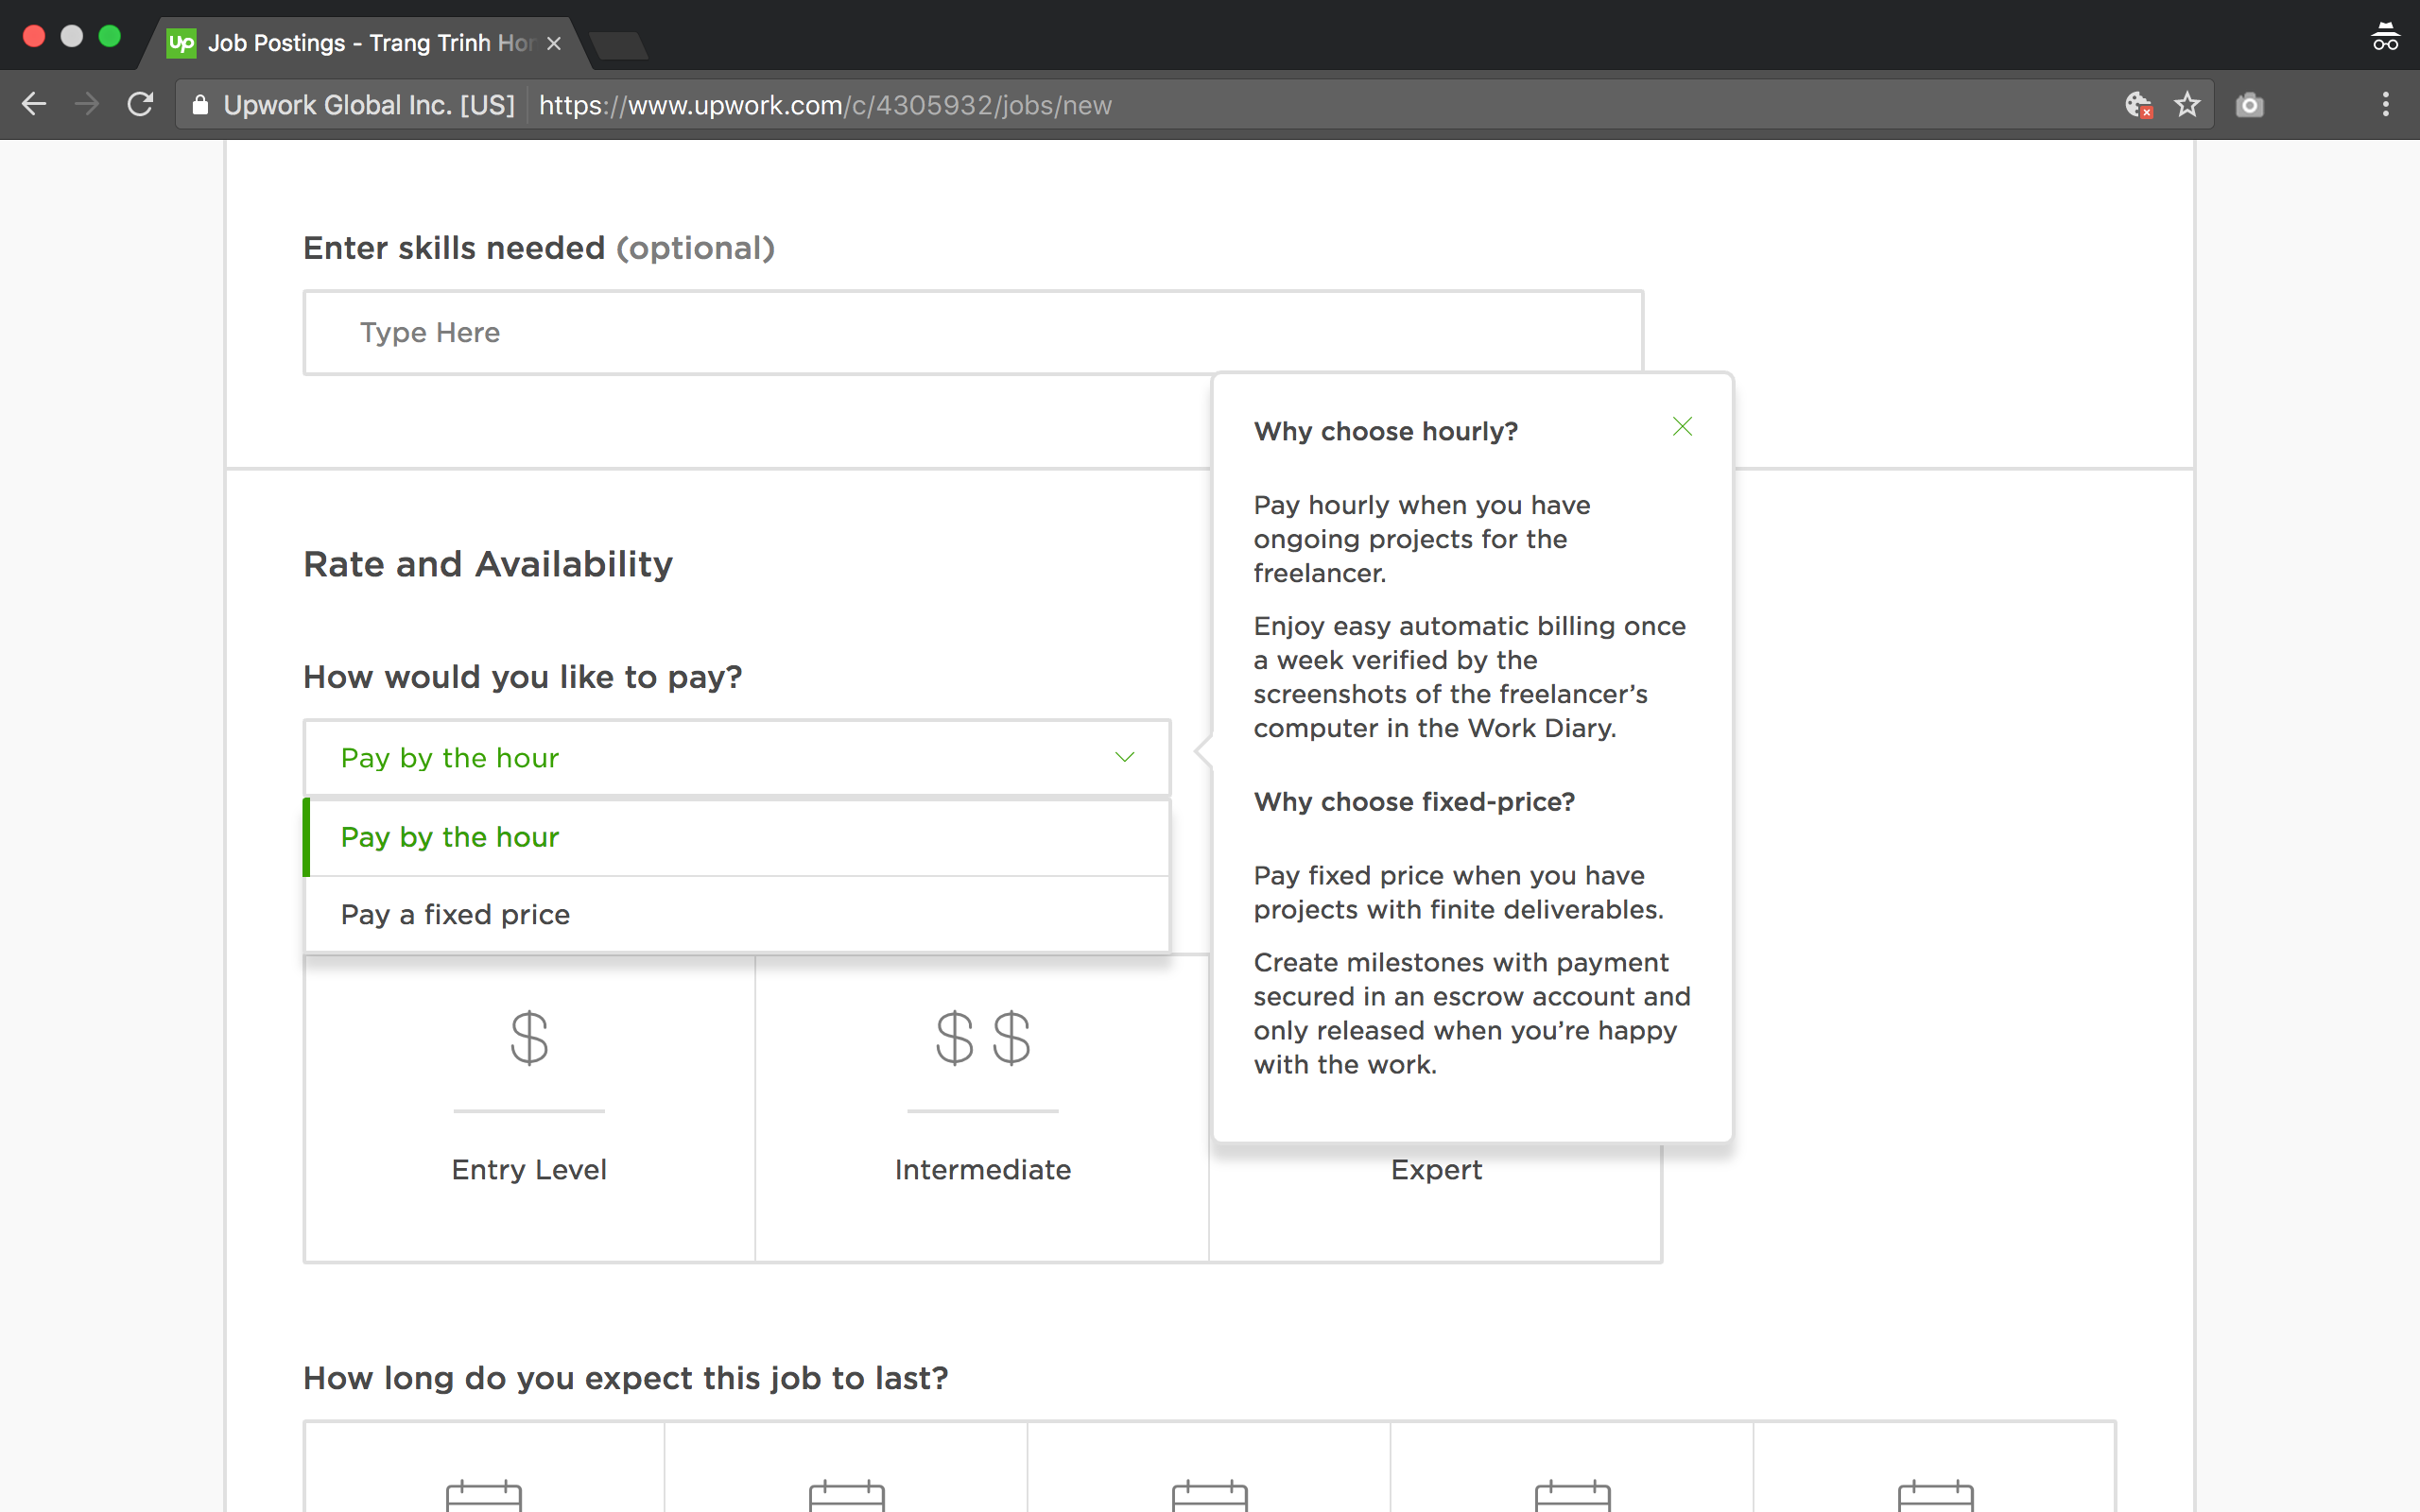 Up Job Postings - Trang Trinh Hor
Upwork Global Inc. [US] https://www.upwork.com/c/4305932/jobs/new
Enter skills needed (optional)
Type Here
Rate and Availability
How would you like to pay?
Pay by the hour
Pay by the hour
Pay a fixed price
Why choose hourly?
Pay hourly when you have
ongoing projects for the
freelancer.
Enjoy easy automatic billing once
a week verified by the
screenshots of the freelancer’s
computer in the Work Diary.
Why choose fixed-price?
Pay fixed price when you have
projects with finite deliverables.
Create milestones with payment
secured in an escrow account and
only released when you’re happy
with the work.
$ $ $
Entry Level Intermediate Expert
How long do you expect this job to last?